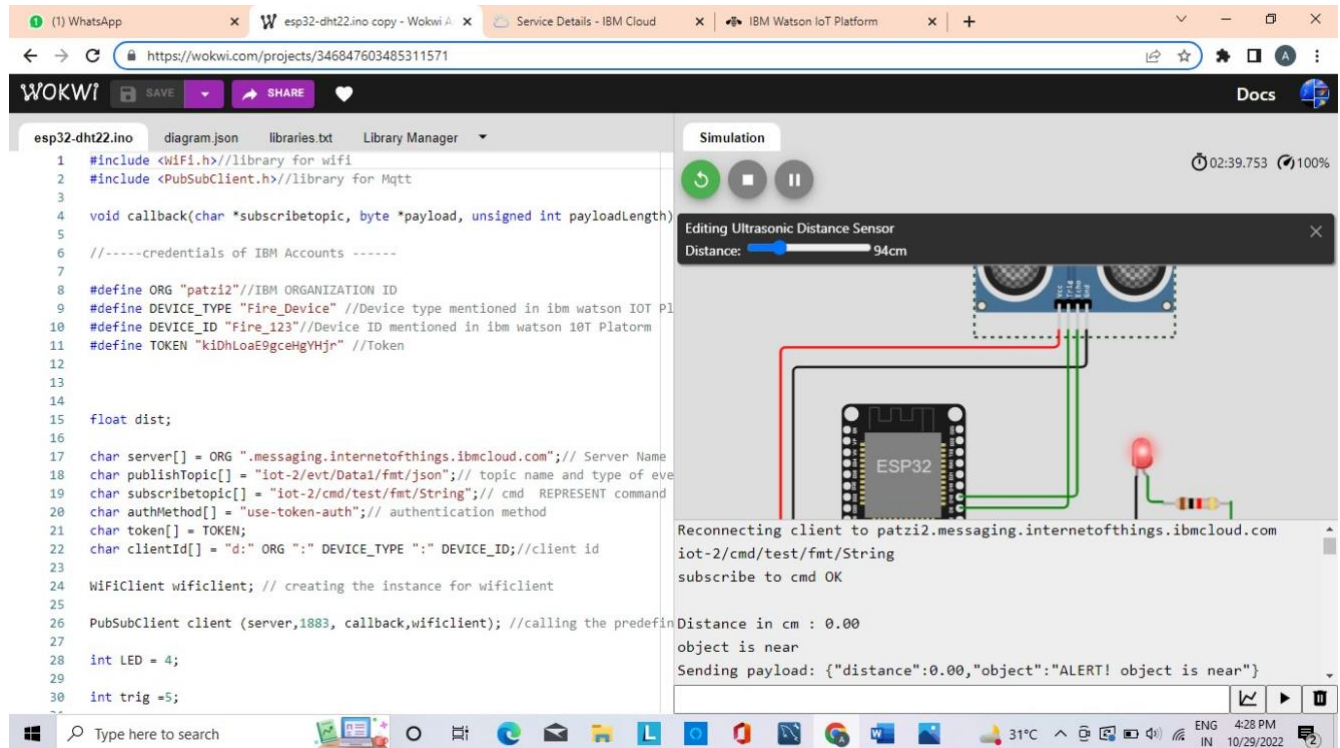 (1) WhatsApp
esp32-dht22.ino copy - Wokwi A
Service Details - IBM Cloud
IBM Watson IoT Platform
https://wokwi.com/projects/346847603485311571
A
WOKWI
SAVE
SHARE
Docs
esp32-dht22.ino diagram.json libraries.txt Library Manager
1 #include <WiFi.h>//library for wifi
2 #include <PubSubClient.h>//library for Mqtt
3
4 void callback(char *subscribetopic, byte *payload, unsigned int payloadLength)
5
6 //-----credentials of IBM Accounts ------
7
8 #define ORG "patzi2"//IBM ORGANIZATION ID
9 #define DEVICE_TYPE "Fire_Device" //Device type mentioned in ibm watson IOT Pl
10 #define DEVICE_ID "Fire_123"//Device ID mentioned in ibm watson 10T Platorm
11 #define TOKEN "kiDhLoaE9gceHgYHjr" //Token
12
13
14
15 float dist;
16
17 char server[] = ORG ".messaging.internetofthings.ibmcloud.com";// Server Name
18 char publishTopic[] = "iot-2/evt/Data1/fmt/json";// topic name and type of eve
19 char subscribetopic[] = "iot-2/cmd/test/fmt/String";// cmd REPRESENT command
20 char authMethod[] = "use-token-auth";// authentication method
21 char token[] = TOKEN;
22 char clientId[] = "d:" ORG ":" DEVICE_TYPE ":" DEVICE_ID;//client id
23
24 WiFiClient wificlient; // creating the instance for wificlient
25
26 PubSubClient client (server,1883, callback,wificlient); //calling the predefin
27
28 int LED = 4;
29
30 int trig =5;
Simulation
02:39.753 100%
Editing Ultrasonic Distance Sensor
Distance: 94cm
Vcc
Trig
Echo
Gnd
ESP32
Reconnecting client to patzi2.messaging.internetofthings.ibmcloud.com
iot-2/cmd/test/fmt/String
subscribe to cmd OK
Distance in cm : 0.00
object is near
Sending payload: {"distance":0.00,"object":"ALERT! object is near"}
Type here to search
31°C
ENG
IN
4:28 PM
10/29/2022
2